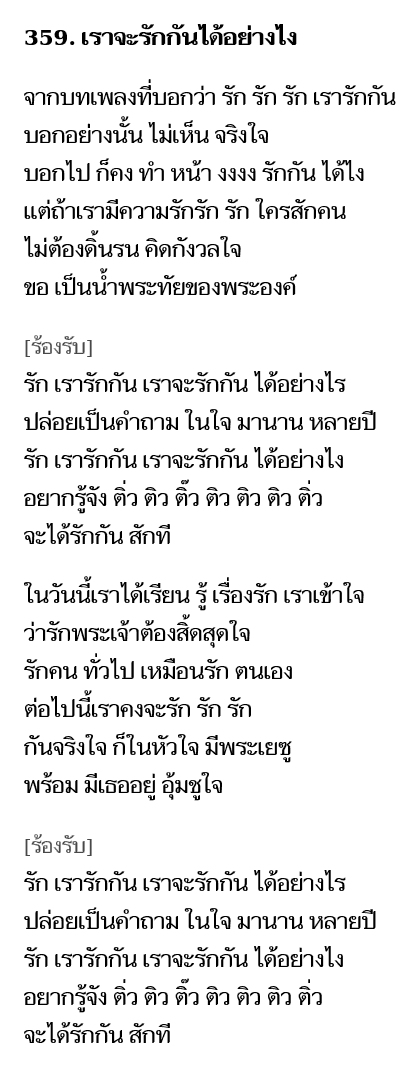 359. เราจะรักกันได้อย่างไง
จากบทเพลงที่บอกว่า รัก รัก รัก เรารักกัน
บอกอย่างนั้น ไม่เห็น จริงใจ
บอกไป ก็คง ทำ หน้า งงงง รักกัน ได้ไง
แต่ถ้าเรามีความรักรัก รัก ใครสักคน
ไม่ต้องดิ้นรน คิดกังวลใจ
ขอ เป็นน้ำพระทัยของพระองค์
[ร้องรับ]
รัก เรารักกัน เราจะรักกัน ได้อย่างไร
ปล่อยเป็นคำถาม ในใจ มานาน หลายปี
รัก เรารักกัน เราจะรักกัน ได้อย่างไง
อยากรู้จัง ติ่ว ติว ติ๊ว ติว ติว ติว ติ่ว
จะได้รักกัน สักที
ในวันนี้เราได้เรียน รู้ เรื่องรัก เราเข้าใจ
ว่ารักพระเจ้าต้องสิ้ดสุดใจ
รักคน ทั่วไป เหมือนรัก ตนเอง
ต่อไปนี้เราคงจะรัก รัก รัก
กันจริงใจ ก็ในหัวใจ มีพระเยซู
พร้อม มีเธออยู่ อุ้มชูใจ
[ร้องรับ]
รัก เรารักกัน เราจะรักกัน ได้อย่างไร
ปล่อยเป็นคำถาม ในใจ มานาน หลายปี
รัก เรารักกัน เราจะรักกัน ได้อย่างไง
อยากรู้จัง ติ่ว ติว ติ๊ว ติว ติว ติว ติ่ว
จะได้รักกัน สักที